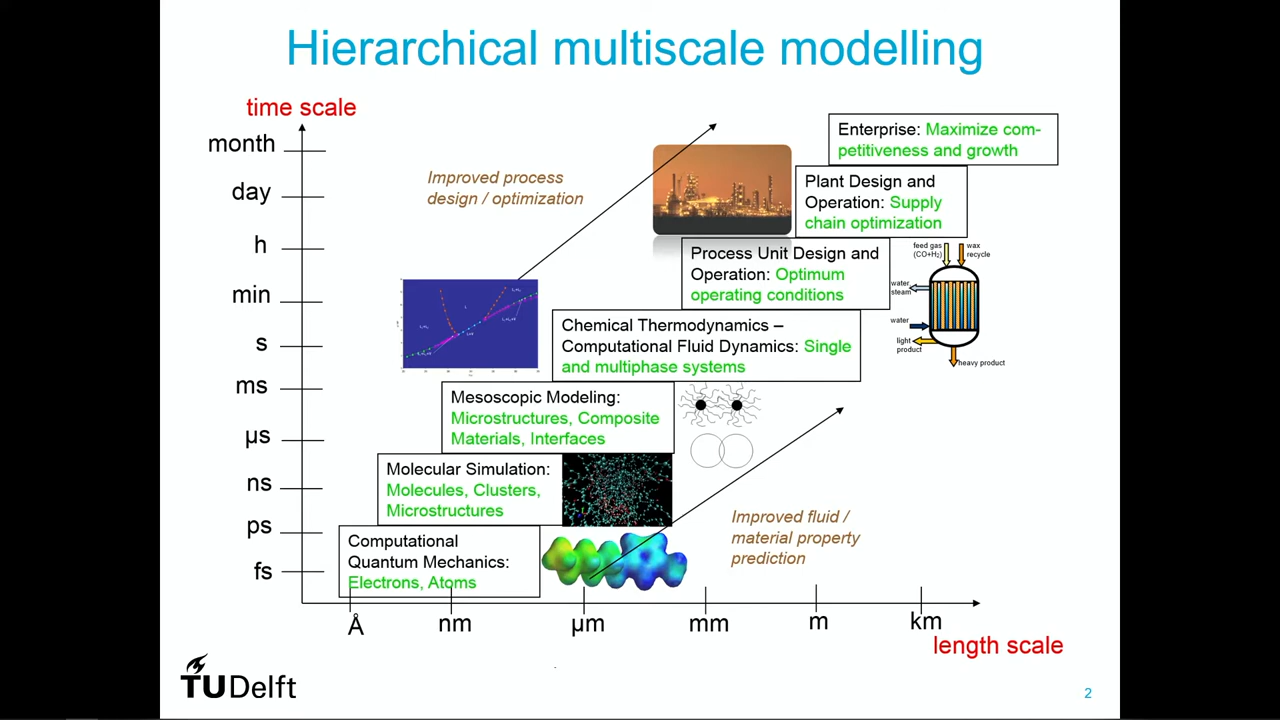 Hierarchical multiscale modelling
time scale
month
day
h
min
s
ms
µs
ns
ps
fs
Improved process
design / optimization
Enterprise: Maximize com-
petitiveness and growth
Plant Design and
Operation: Supply
chain optimization
Process Unit Design and
Operation: Optimum
operating conditions
feed gas
(CO+H₂)
wax
recycle
water
steam
water
light
product
heavy product
Chemical Thermodynamics –
Computational Fluid Dynamics: Single
and multiphase systems
Mesoscopic Modeling:
Microstructures, Composite
Materials, Interfaces
Molecular Simulation:
Molecules, Clusters,
Microstructures
Computational
Quantum Mechanics:
Electrons, Atoms
Improved fluid /
material property
prediction
Å
nm
µm
mm
m
km
length scale
TUDelft
2